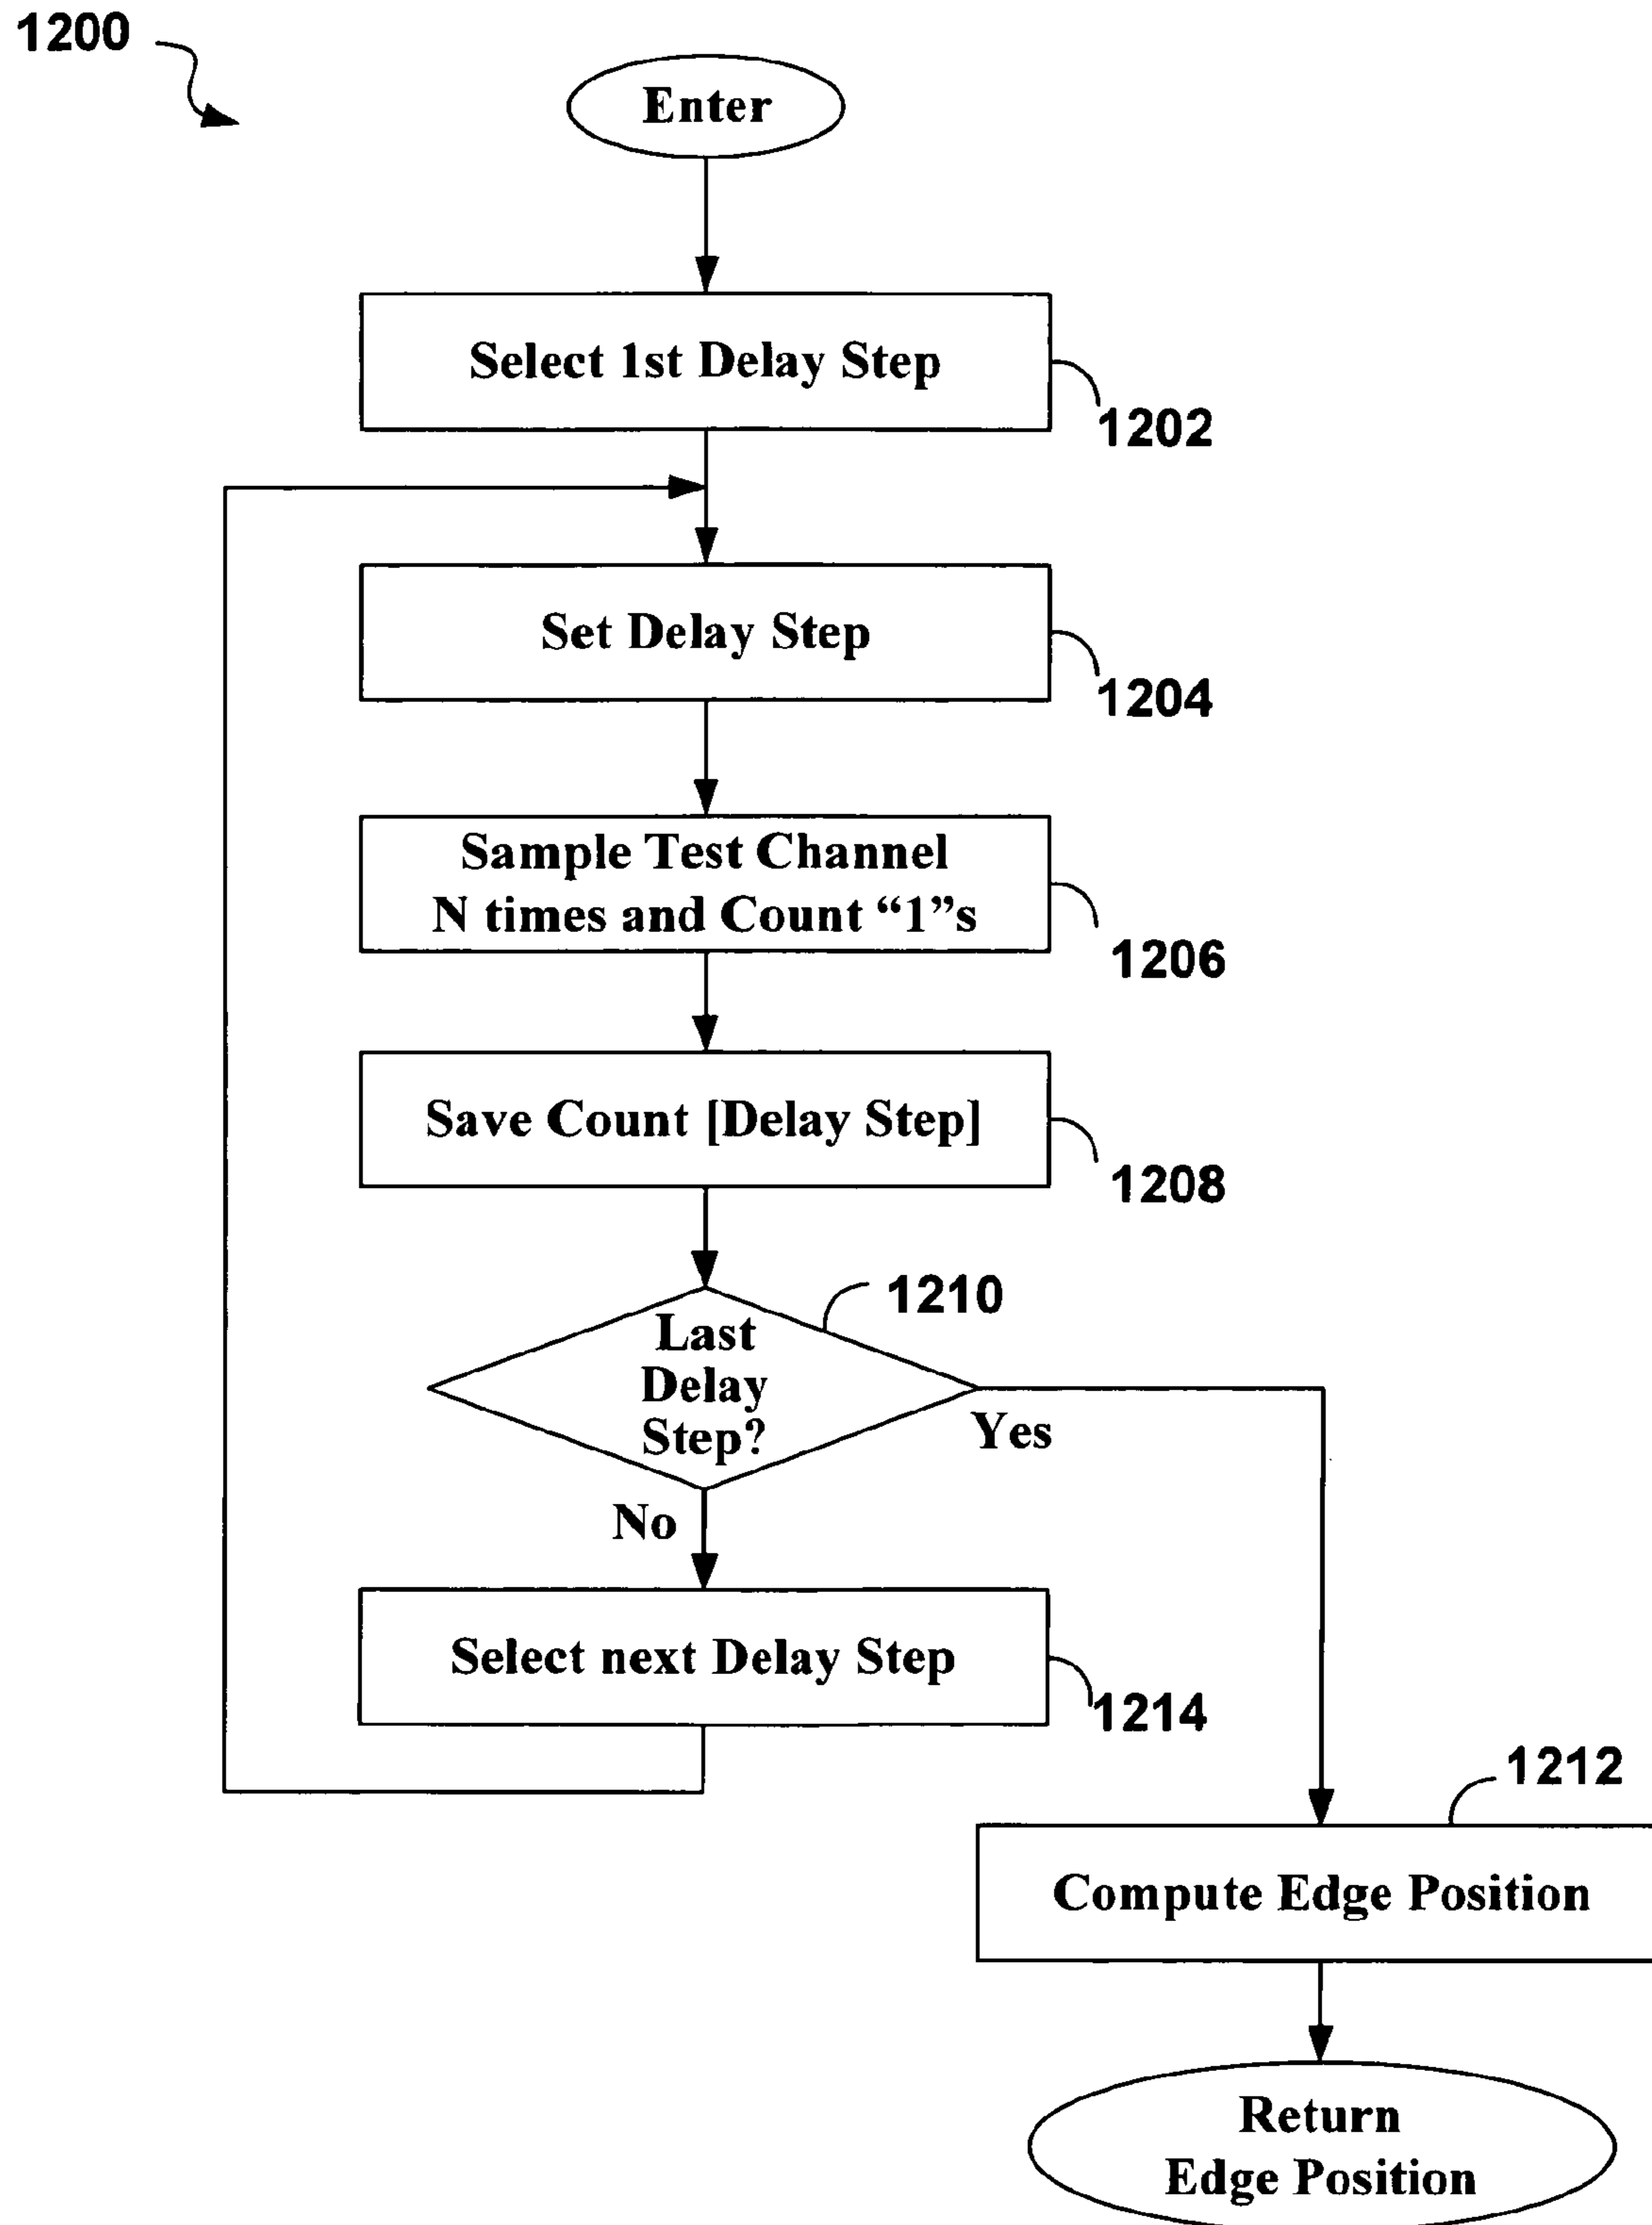 1200
Enter
Select 1st Delay Step
1202
Set Delay Step
1204
Sample Test Channel
N times and Count “1”s
1206
Save Count [Delay Step]
1208
1210
Last
Delay
Step?
Yes
No
Select next Delay Step
1214
1212
Compute Edge Position
Return
Edge Position